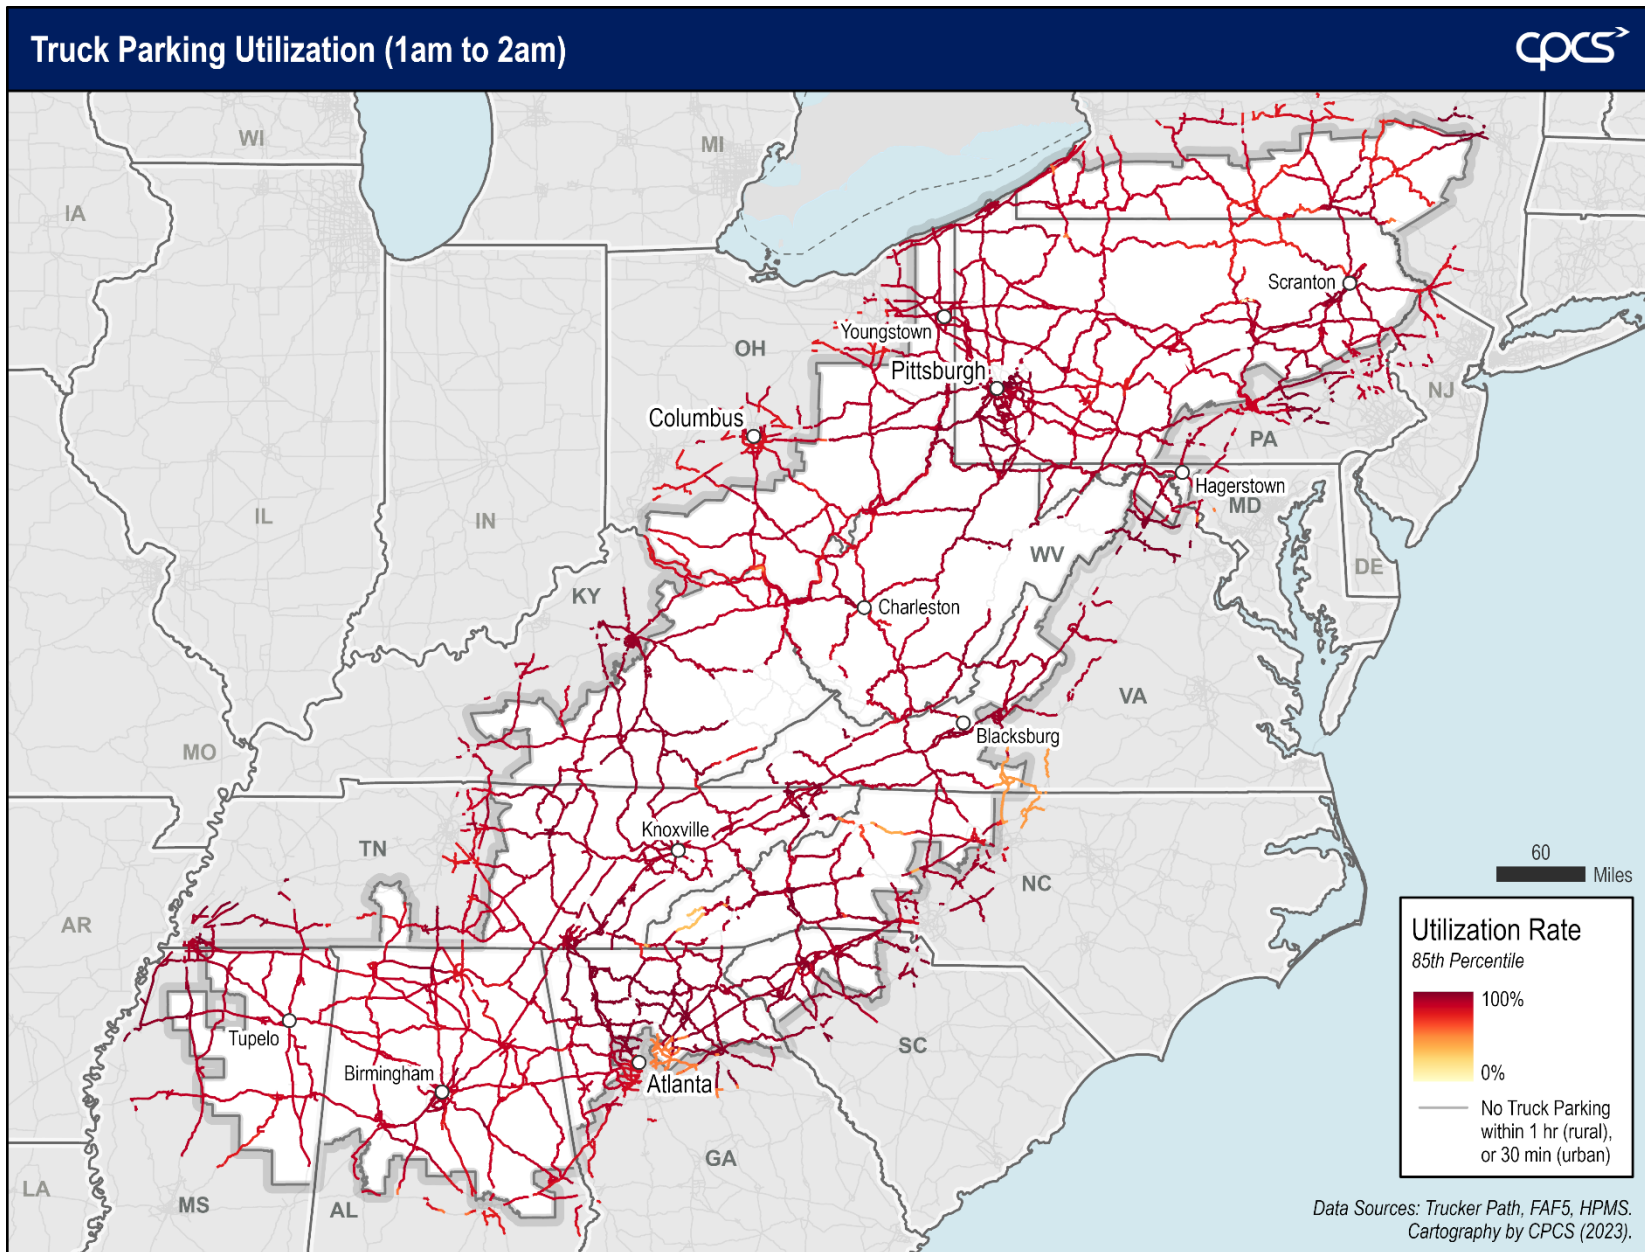 Truck Parking Utilization (1am to 2am)
cpcs
WI
MI
IA
Scranton
Youngstown
OH
Pittsburgh
NJ
Columbus
PA
Hagerstown
MD
IL
IN
WV
DE
KY
Charleston
VA
Blacksburg
MO
Knoxville
TN
60
Miles
NC
AR
Utilization Rate
85th Percentile
100%
0%
No Truck Parking
within 1 hr (rural),
or 30 min (urban)
Tupelo
SC
Birmingham
Atlanta
GA
LA
MS
AL
Data Sources: Trucker Path, FAF5, HPMS.
Cartography by CPCS (2023).